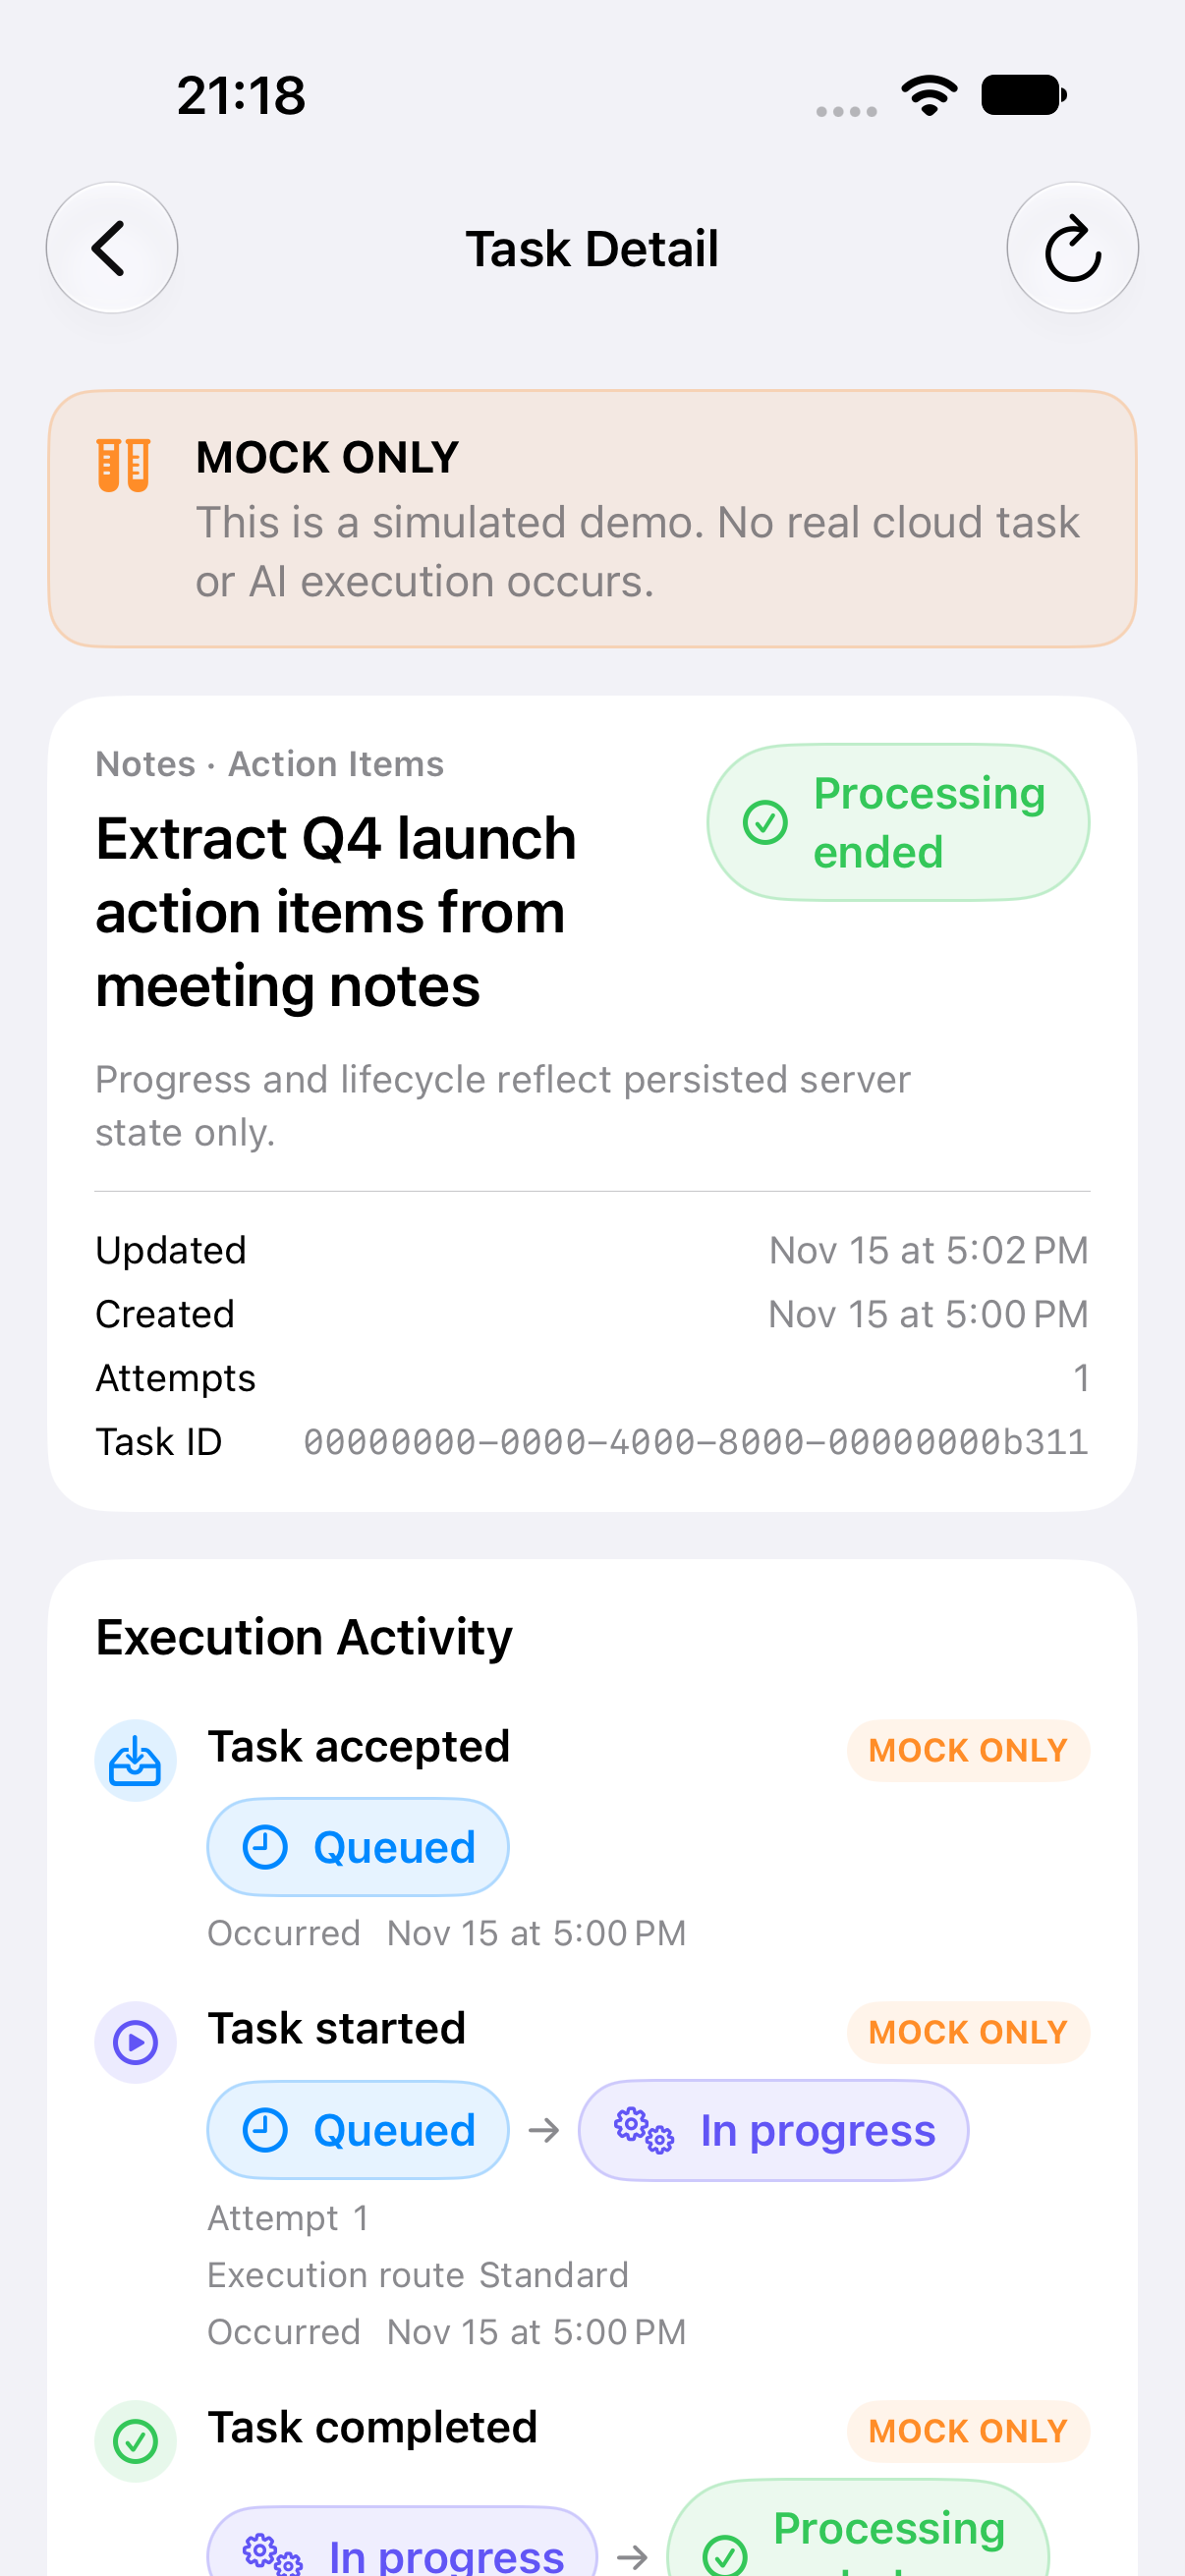 21:18
Task Detail
MOCK ONLY
This is a simulated demo. No real cloud task
or AI execution occurs.
Notes · Action Items
Processing
ended
Extract Q4 launch
action items from
meeting notes
Progress and lifecycle reflect persisted server
state only.
Updated Nov 15 at 5:02 PM
Created Nov 15 at 5:00 PM
Attempts 1
Task ID 00000000-0000-4000-8000-00000000b311
Execution Activity
Task accepted MOCK ONLY
Queued
Occurred Nov 15 at 5:00 PM
Task started MOCK ONLY
Queued → In progress
Attempt 1
Execution route Standard
Occurred Nov 15 at 5:00 PM
Task completed MOCK ONLY
In progress → Processing